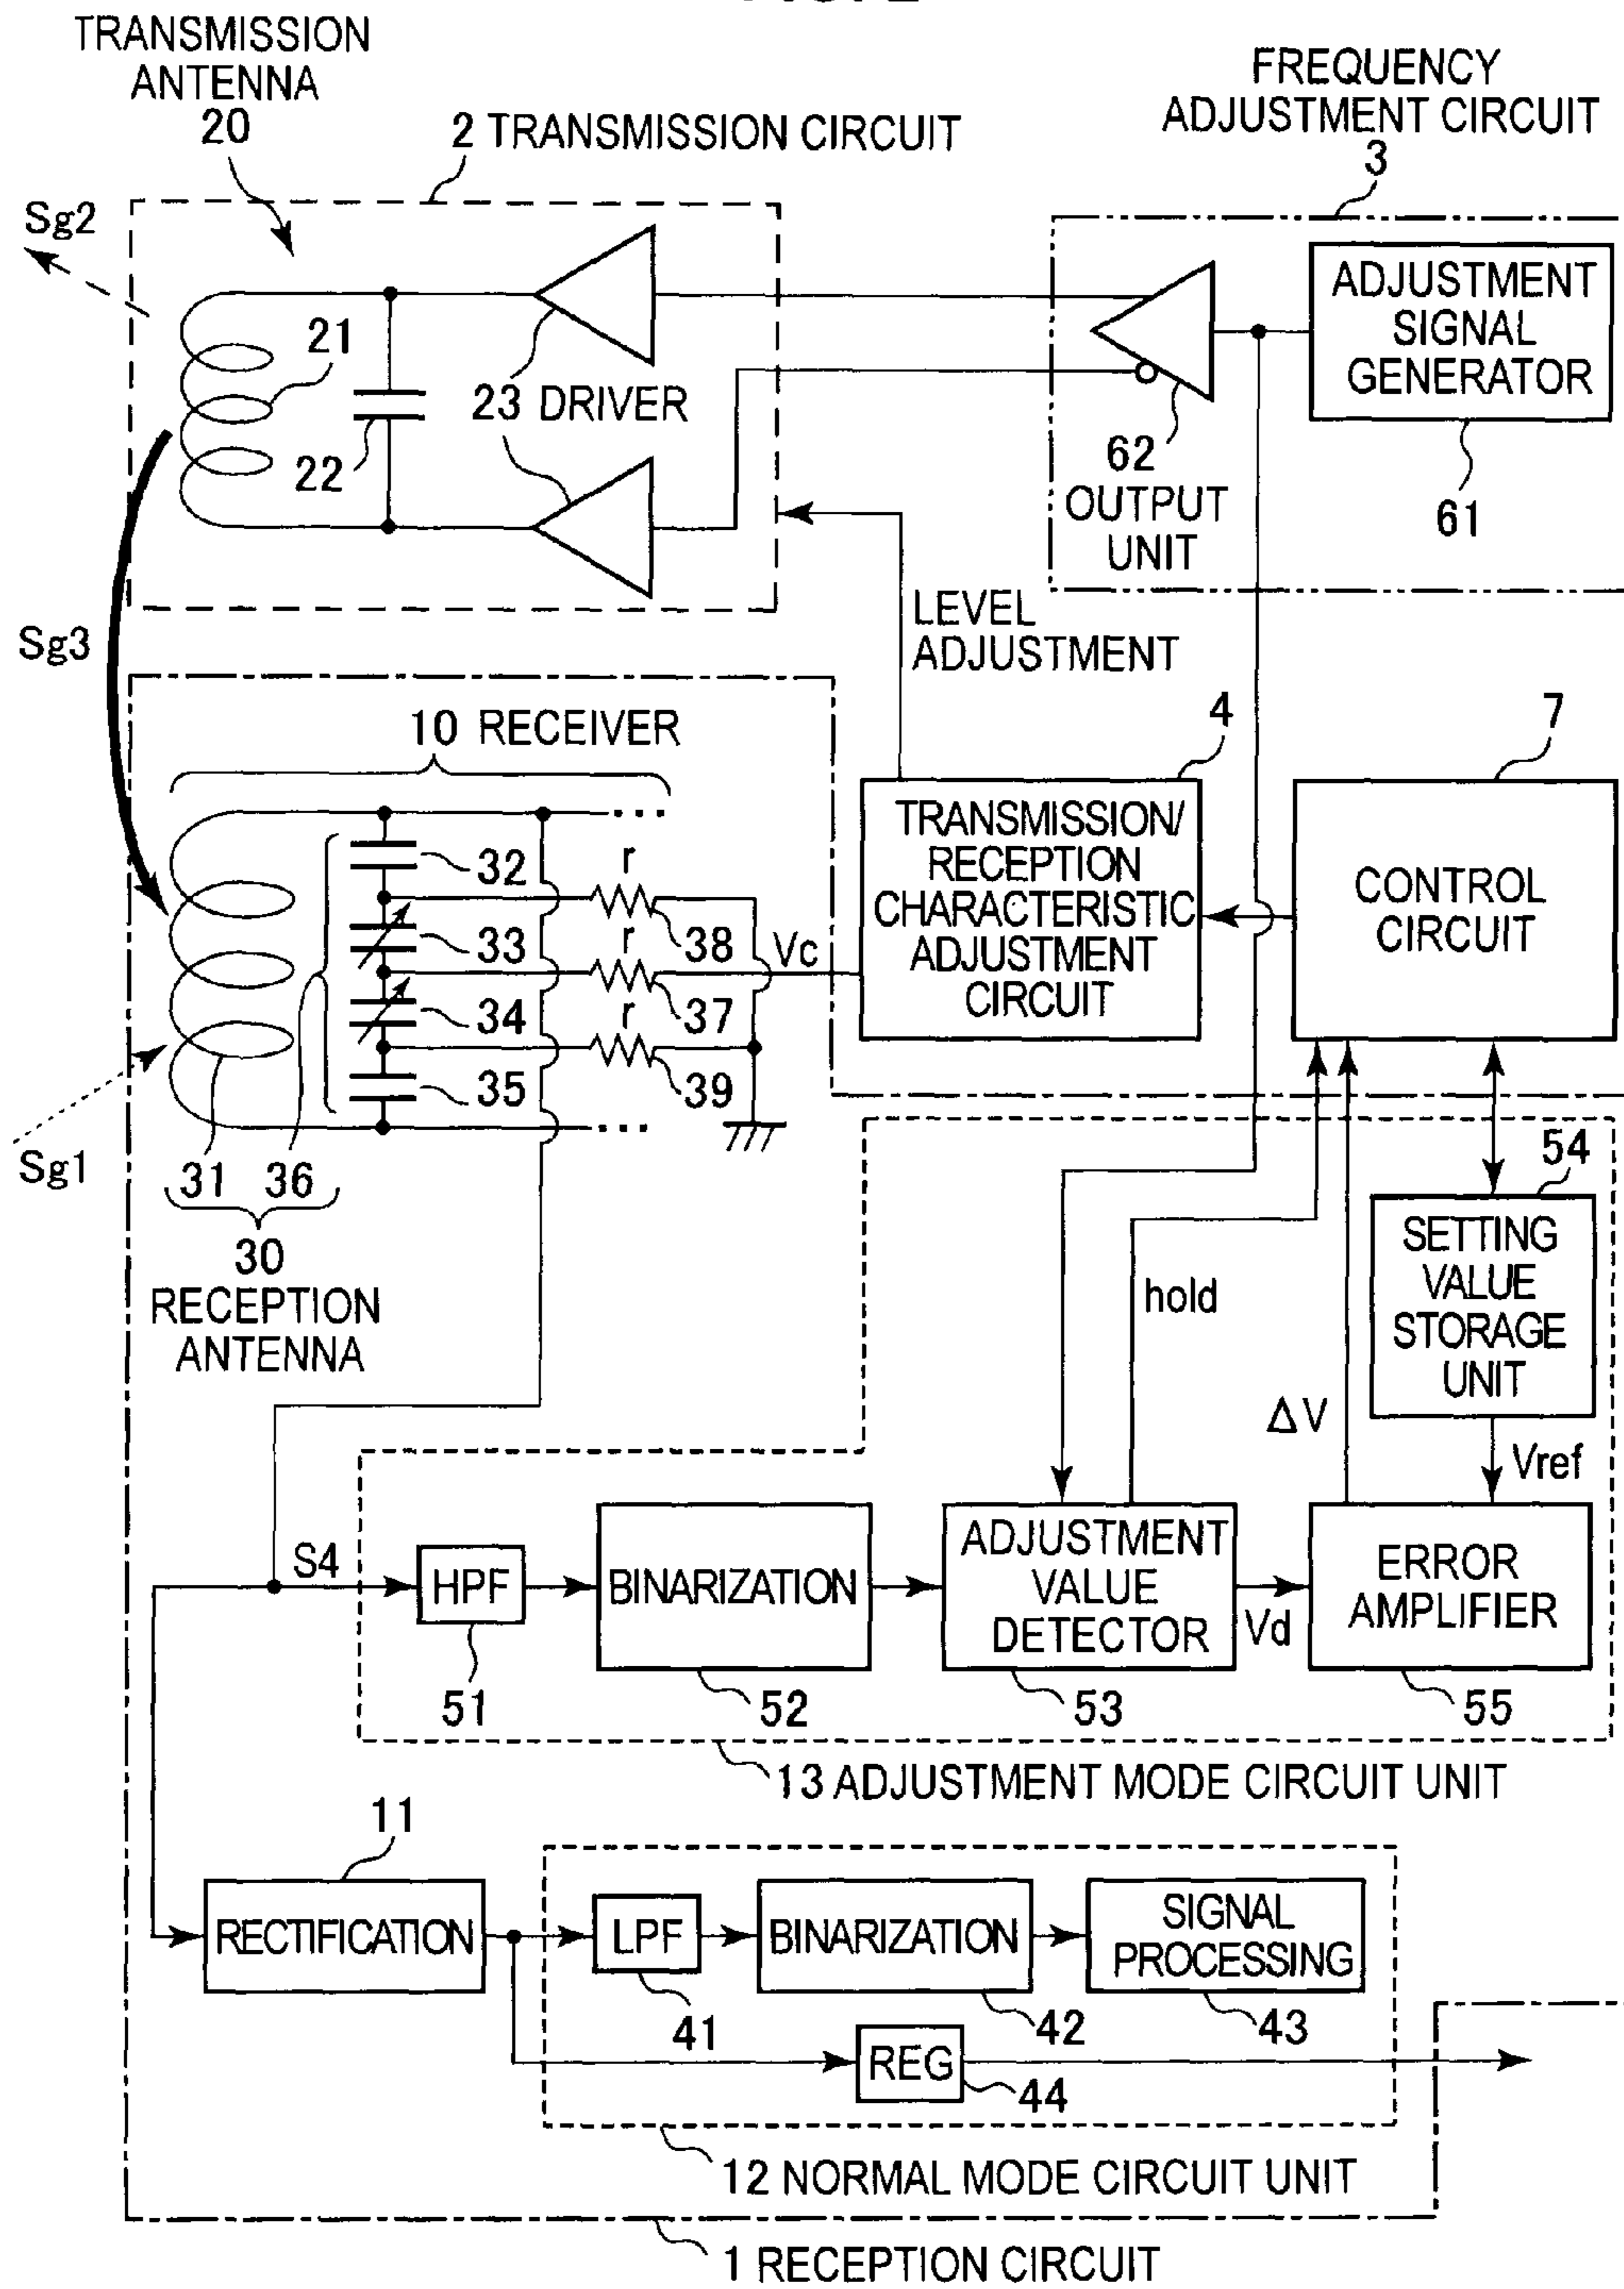 TRANSMISSION
ANTENNA
20
2 TRANSMISSION CIRCUIT
FREQUENCY
ADJUSTMENT CIRCUIT
3
Sg2
21
22
23 DRIVER
62
OUTPUT
UNIT
ADJUSTMENT
SIGNAL
GENERATOR
61
Sg3
LEVEL
ADJUSTMENT
10 RECEIVER
4
7
32
r
33
r
38
Vc
34
r
37
35
39
36
TRANSMISSION/
RECEPTION
CHARACTERISTIC
ADJUSTMENT
CIRCUIT
CONTROL
CIRCUIT
Sg1
31
36
30
RECEPTION
ANTENNA
54
SETTING
VALUE
STORAGE
UNIT
hold
ΔV
Vref
S4
HPF
51
BINARIZATION
52
ADJUSTMENT
VALUE
DETECTOR
53
Vd
ERROR
AMPLIFIER
55
13 ADJUSTMENT MODE CIRCUIT UNIT
11
RECTIFICATION
LPF
41
BINARIZATION
42
SIGNAL
PROCESSING
43
REG
44
12 NORMAL MODE CIRCUIT UNIT
1 RECEPTION CIRCUIT